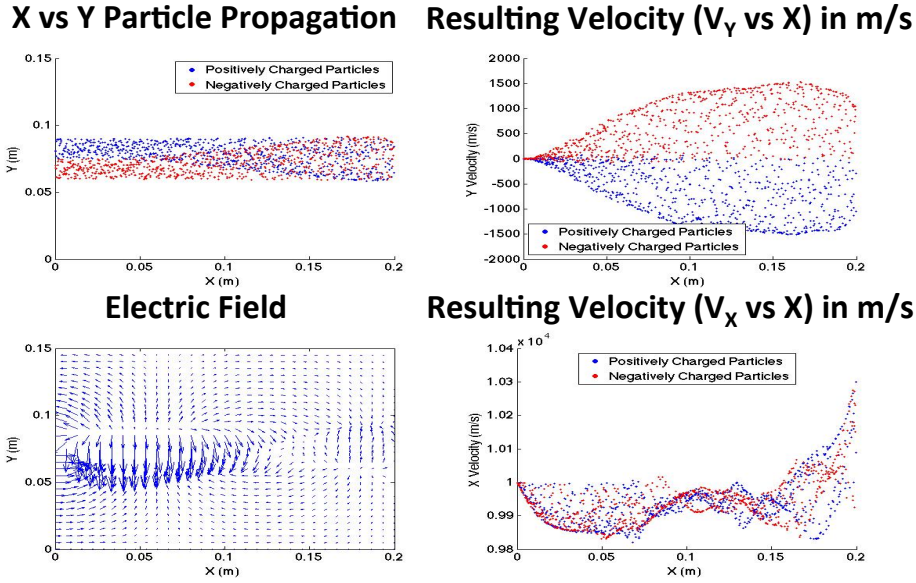 X vs Y Particle Propagation
Positively Charged Particles
Negatively Charged Particles
0.15
0.1
0.05
0
Y (m)
0 0.05 0.1 0.15 0.2
X (m)
Resulting Velocity (V_Y vs X) in m/s
2000
1500
1000
500
0
-500
-1000
-1500
-2000
Y Velocity (m/s)
Positively Charged Particles
Negatively Charged Particles
0 0.05 0.1 0.15 0.2
X (m)
Electric Field
0.15
0.1
0.05
0
Y (m)
0 0.05 0.1 0.15 0.2
X (m)
Resulting Velocity (V_X vs X) in m/s
x 10^4
1.04
1.03
1.02
1.01
1
0.99
0.98
X Velocity (m/s)
Positively Charged Particles
Negatively Charged Particles
0 0.05 0.1 0.15 0.2
X (m)